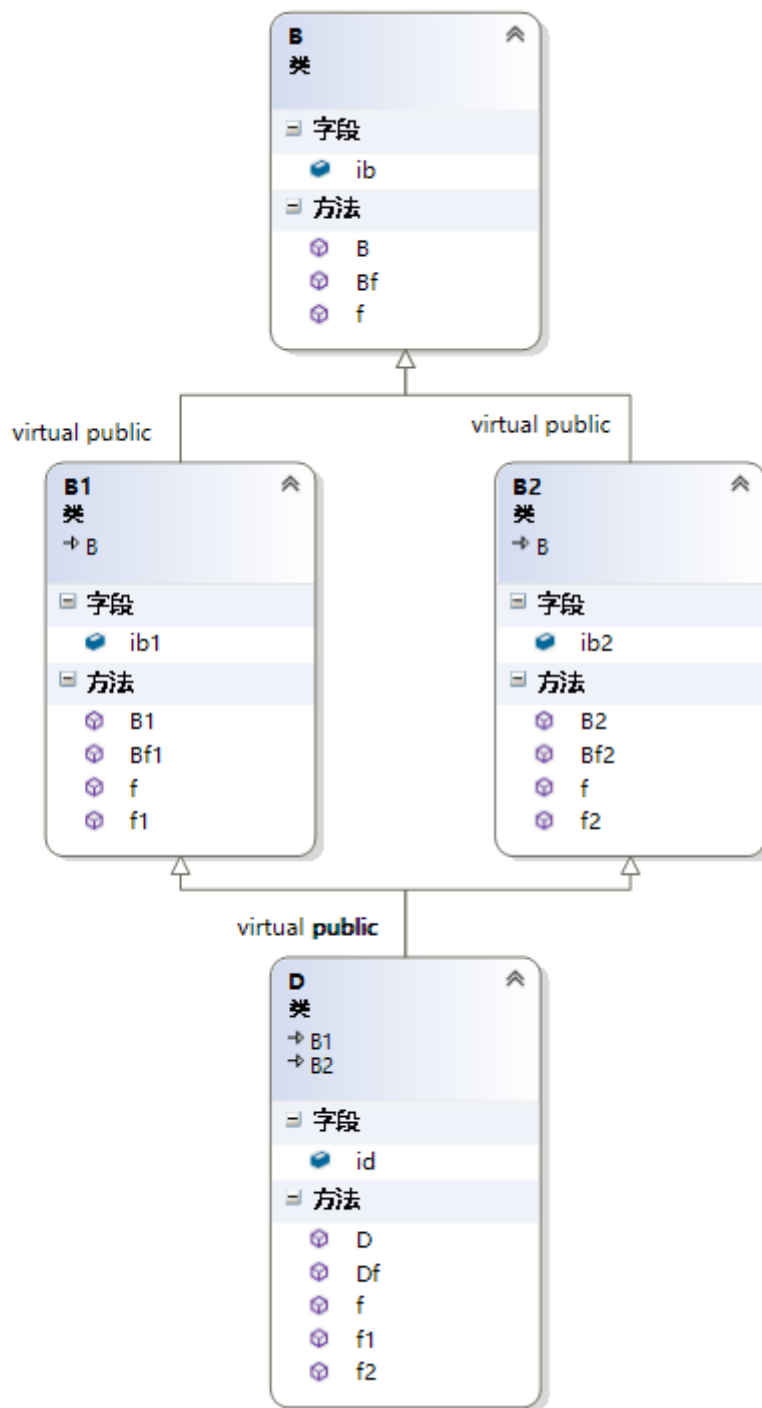 B
类
字段
ib
方法
B
Bf
f
virtual public
virtual public
B1
类
B
字段
ib1
方法
B1
Bf1
f
f1
B2
类
B
字段
ib2
方法
B2
Bf2
f
f2
virtual public
D
类
B1
B2
字段
id
方法
D
Df
f
f1
f2